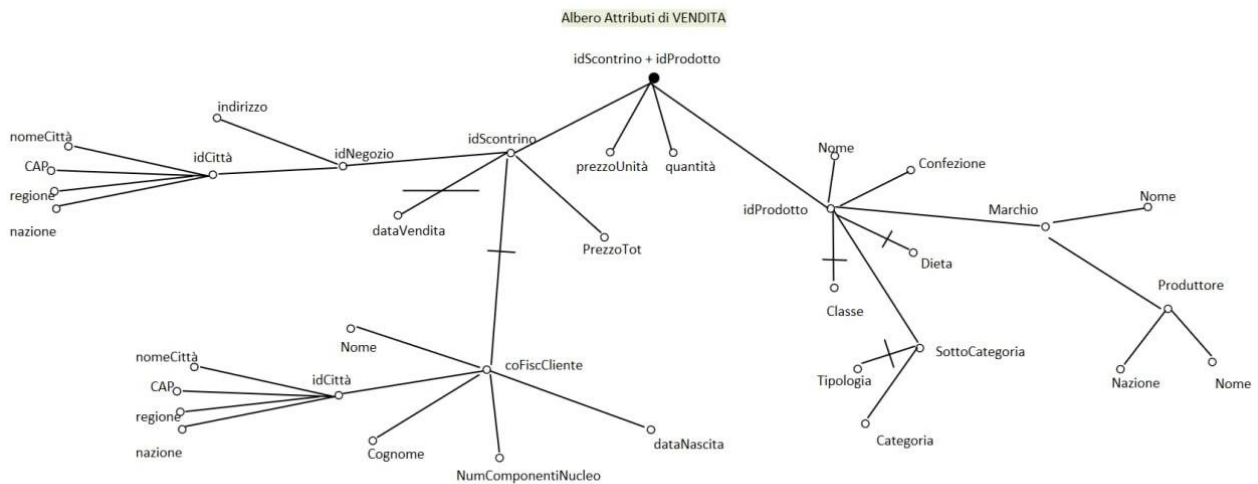 Albero Attributi di VENDITA
idScontrino + idProdotto
indirizzo
nomeCittà
CAP
regione
nazione
idCittà
idNegozio
idScontrino
dataVendita
PrezzoTot
prezzoUnità
quantità
Nome
Confezione
idProdotto
Marchio
Nome
Dieta
Classe
Produttore
Nazione
Nome
SottoCategoria
Tipologia
Categoria
Nome
coFiscCliente
nomeCittà
CAP
regione
nazione
idCittà
Cognome
NumComponentiNucleo
dataNascita